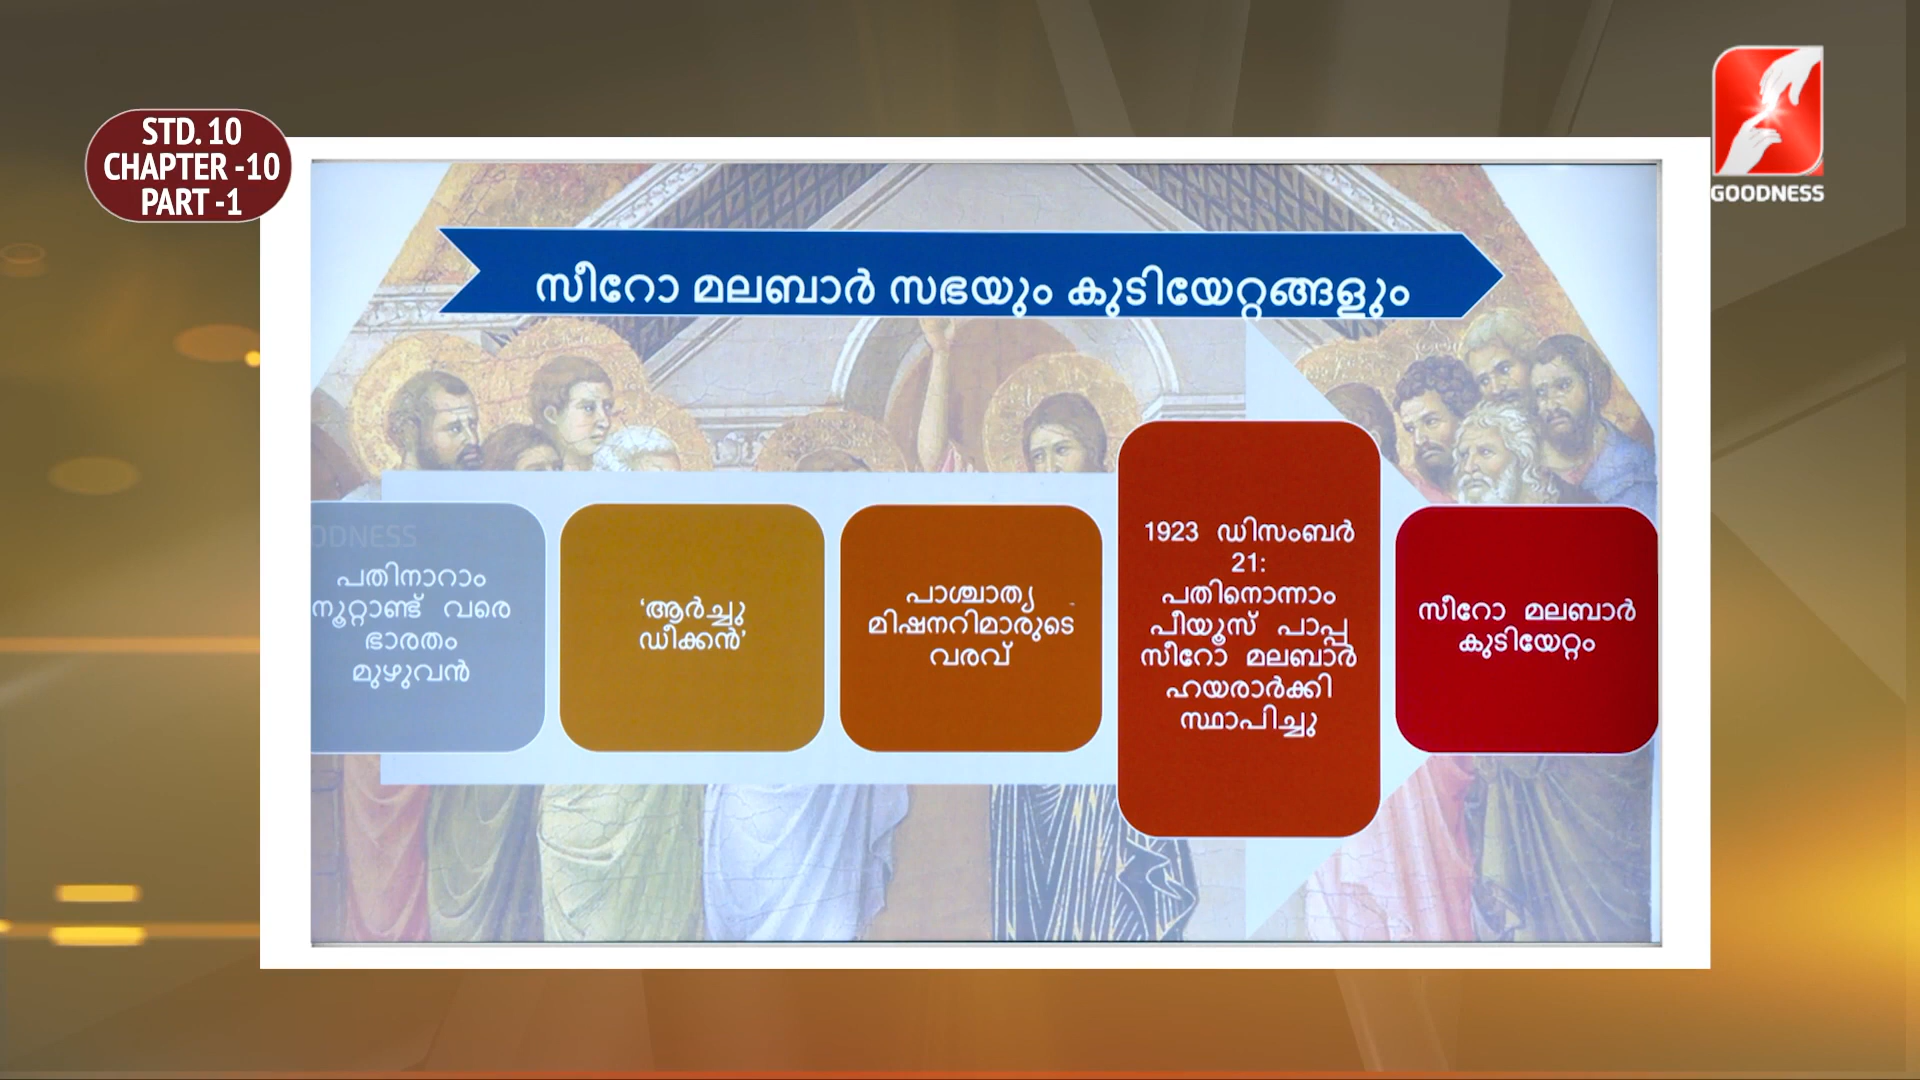 STD. 10
CHAPTER -10
PART -1
GOODNESS
സീറോ മലബാർ സഭയും കുടിയേറ്റങ്ങളും
ODNESS
പതിനാറാം
നൂറ്റാണ്ട് വരെ
ഭാരതം
മുഴുവൻ
‘ആർച്ചു
ഡീക്കൻ’
പാശ്ചാത്യ
മിഷനറിമാരുടെ
വരവ്
1923 ഡിസംബർ
21:
പതിനൊന്നാം
പീയൂസ് പാപ്പ
സീറോ മലബാർ
ഹയരാർക്കി
സ്ഥാപിച്ചു
സീറോ മലബാർ
കുടിയേറ്റം